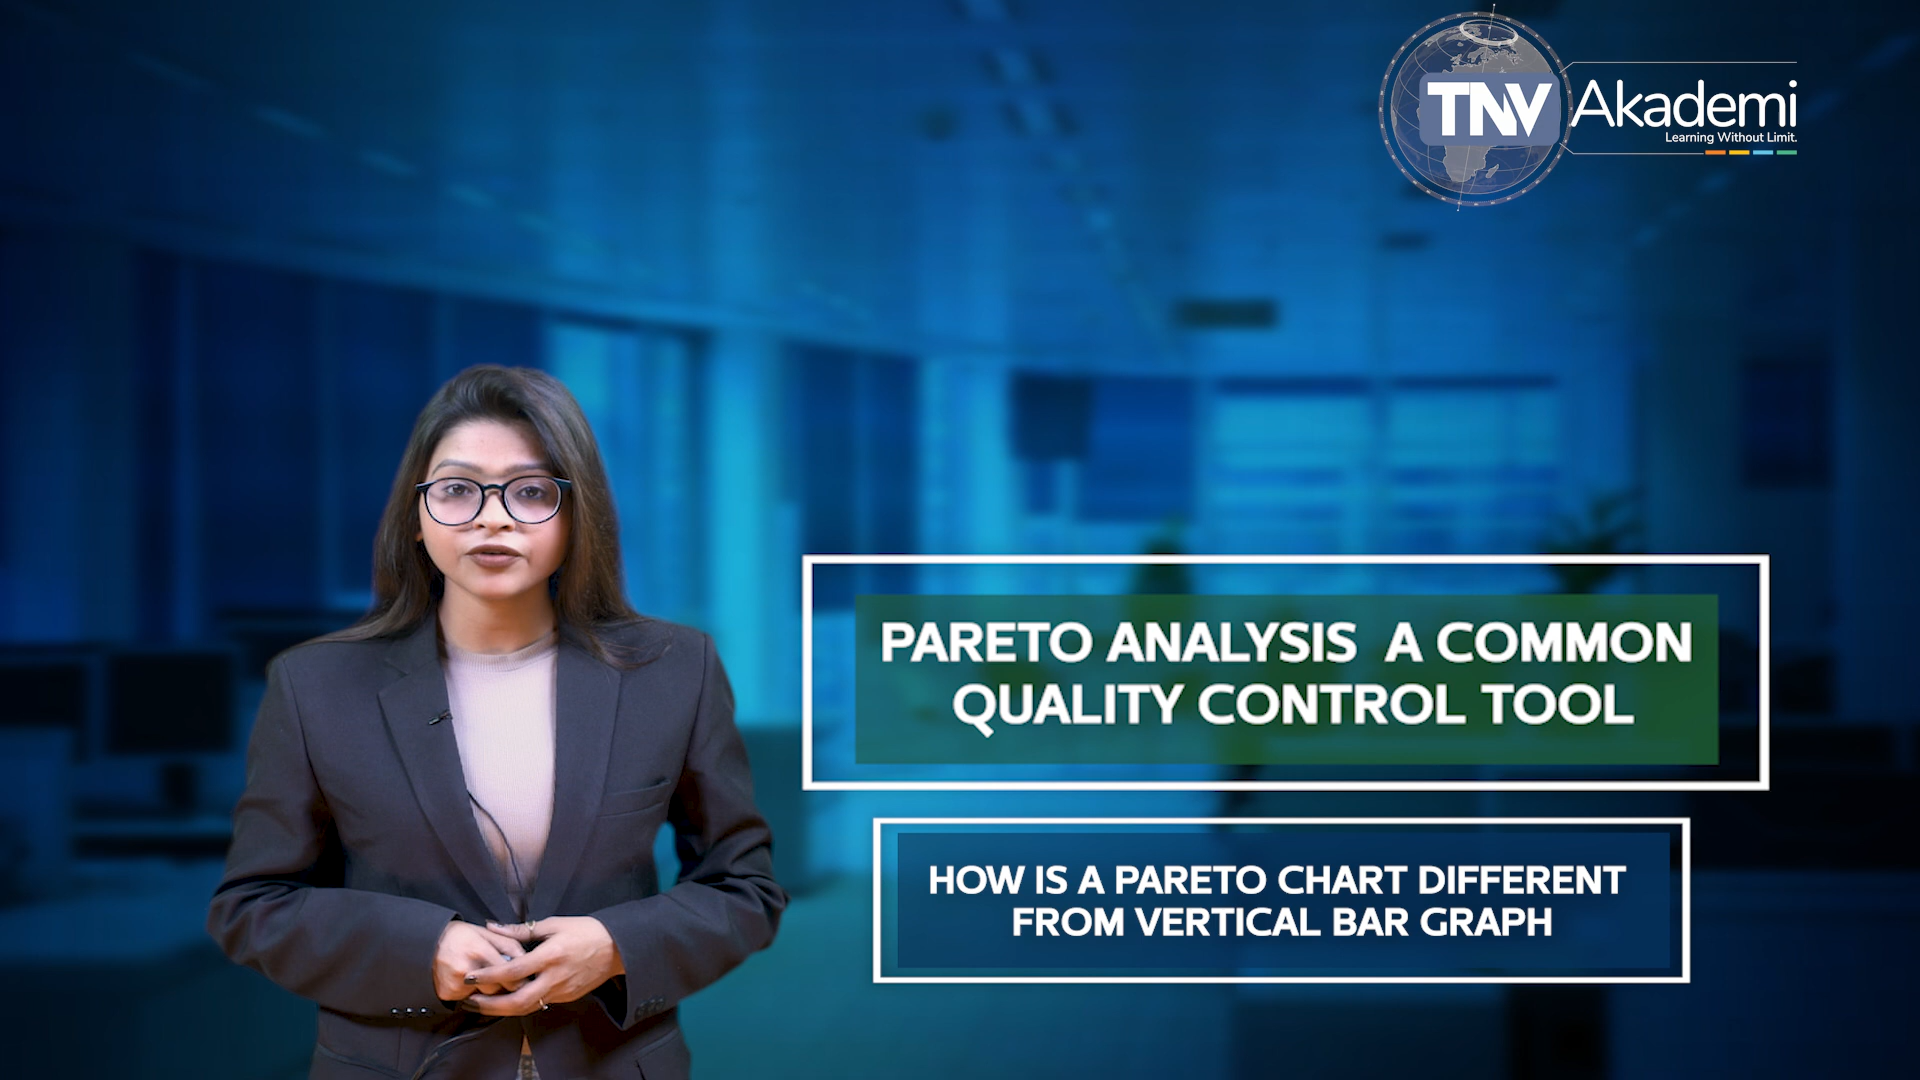 TNV Akademi
Learning Without Limit.
PARETO ANALYSIS A COMMON
QUALITY CONTROL TOOL
HOW IS A PARETO CHART DIFFERENT
FROM VERTICAL BAR GRAPH